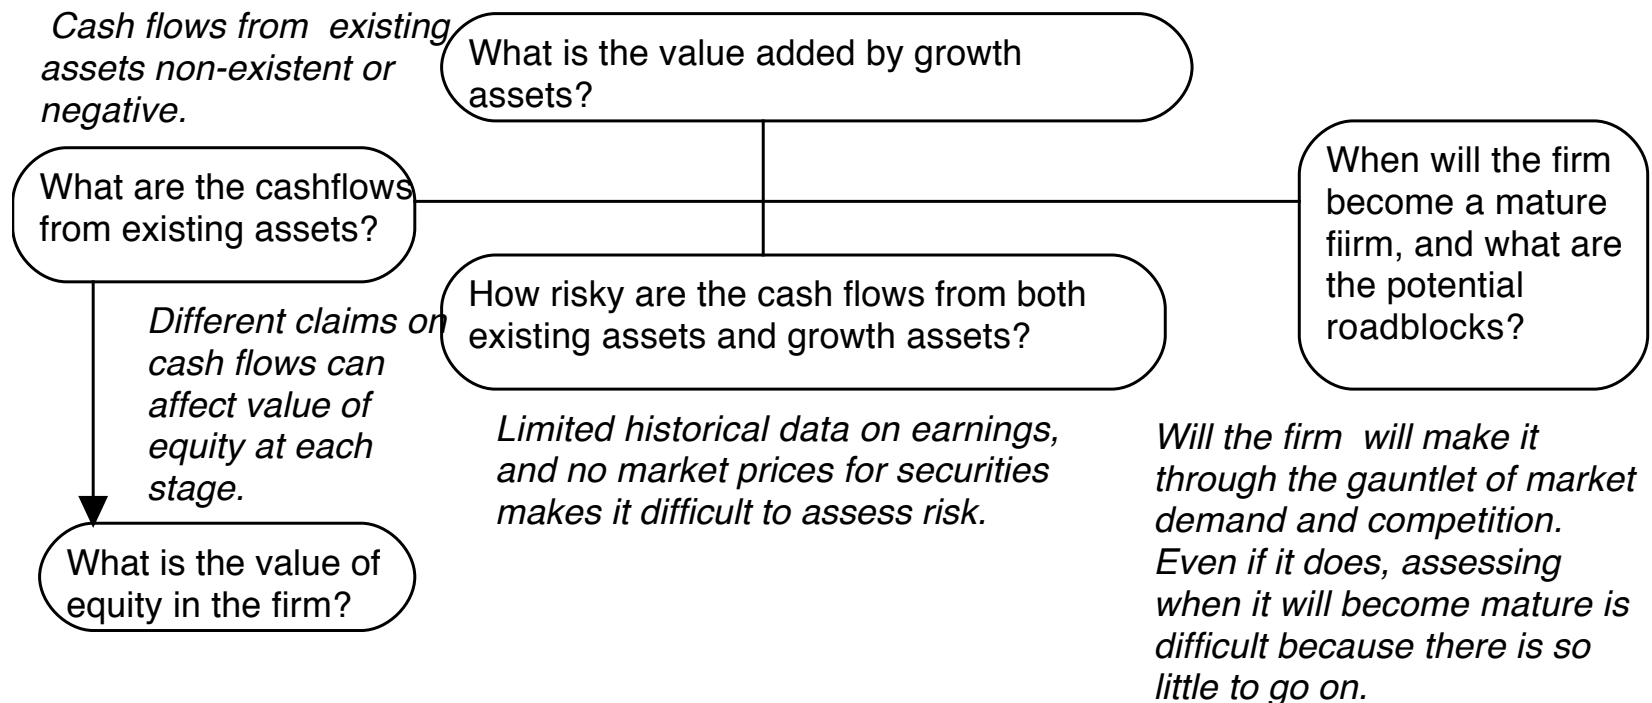 Cash flows from  existing
assets non-existent or
negative.
What is the value added by growth
assets?
What are the cashflows
from existing assets?
When will the firm
become a mature
fiirm, and what are
the potential
roadblocks?
How risky are the cash flows from both
existing assets and growth assets?
Different claims on
cash flows can
affect value of
equity at each
stage.
Limited historical data on earnings,
and no market prices for securities
makes it difficult to assess risk.
Will the firm  will make it
through the gauntlet of market
demand and competition.
Even if it does, assessing
when it will become mature is
difficult because there is so
little to go on.
What is the value of
equity in the firm?